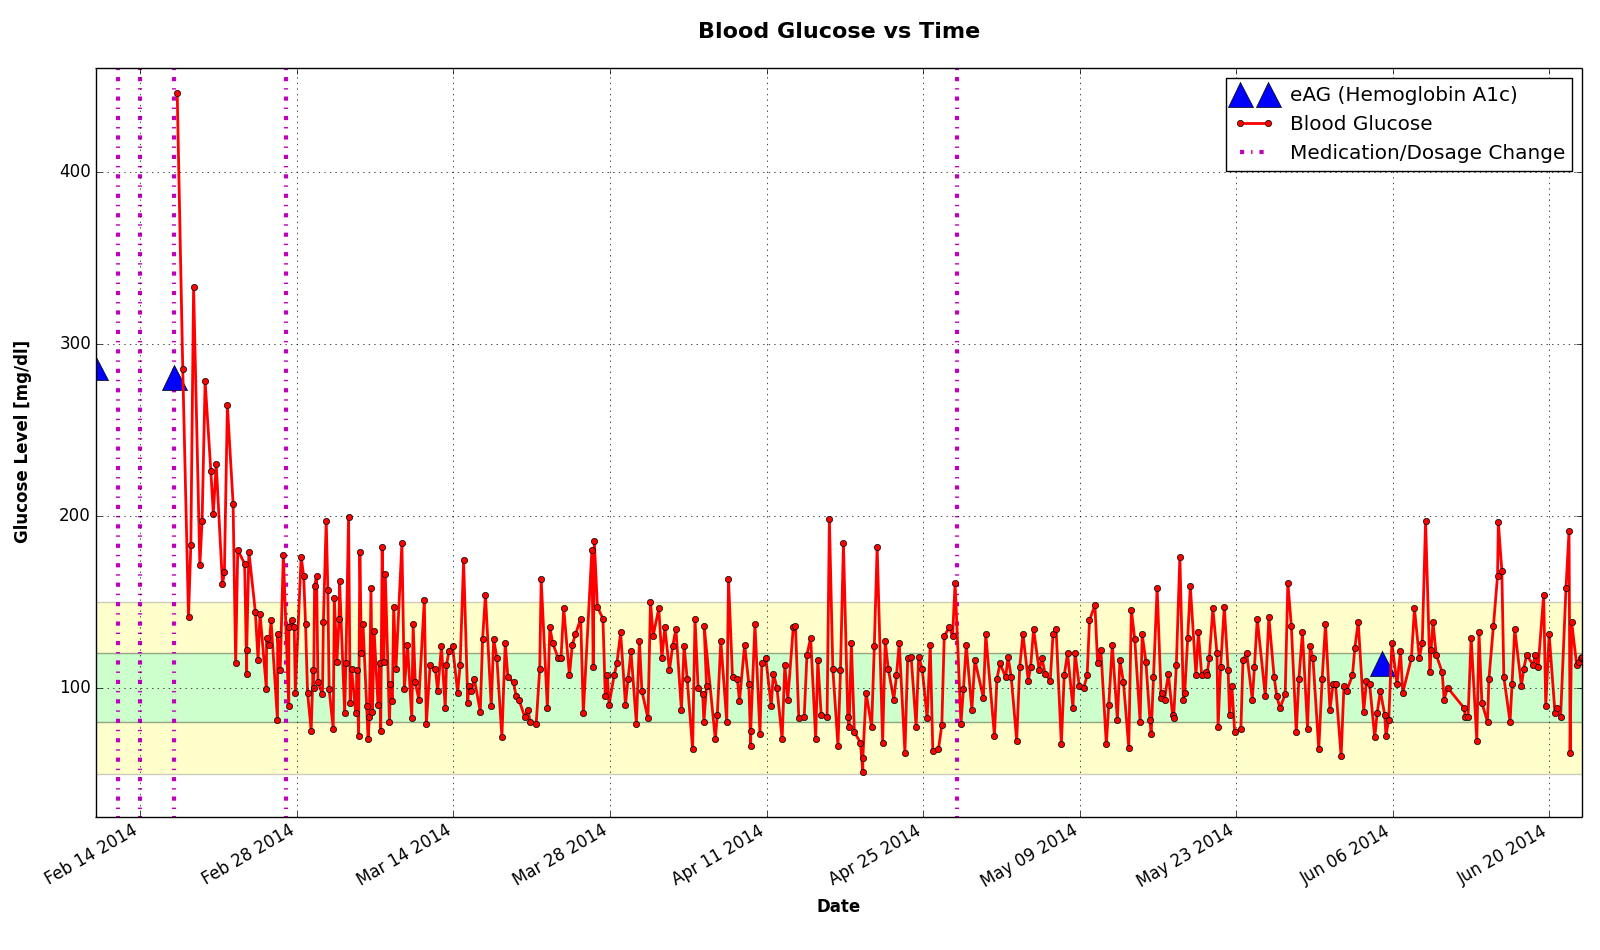 Blood Glucose vs Time
eAG (Hemoglobin A1c)
Blood Glucose
Medication/Dosage Change
Glucose Level [mg/dl]
400
300
200
100
Feb 14 2014
Feb 28 2014
Mar 14 2014
Mar 28 2014
Apr 11 2014
Apr 25 2014
May 09 2014
May 23 2014
Jun 06 2014
Jun 20 2014
Date